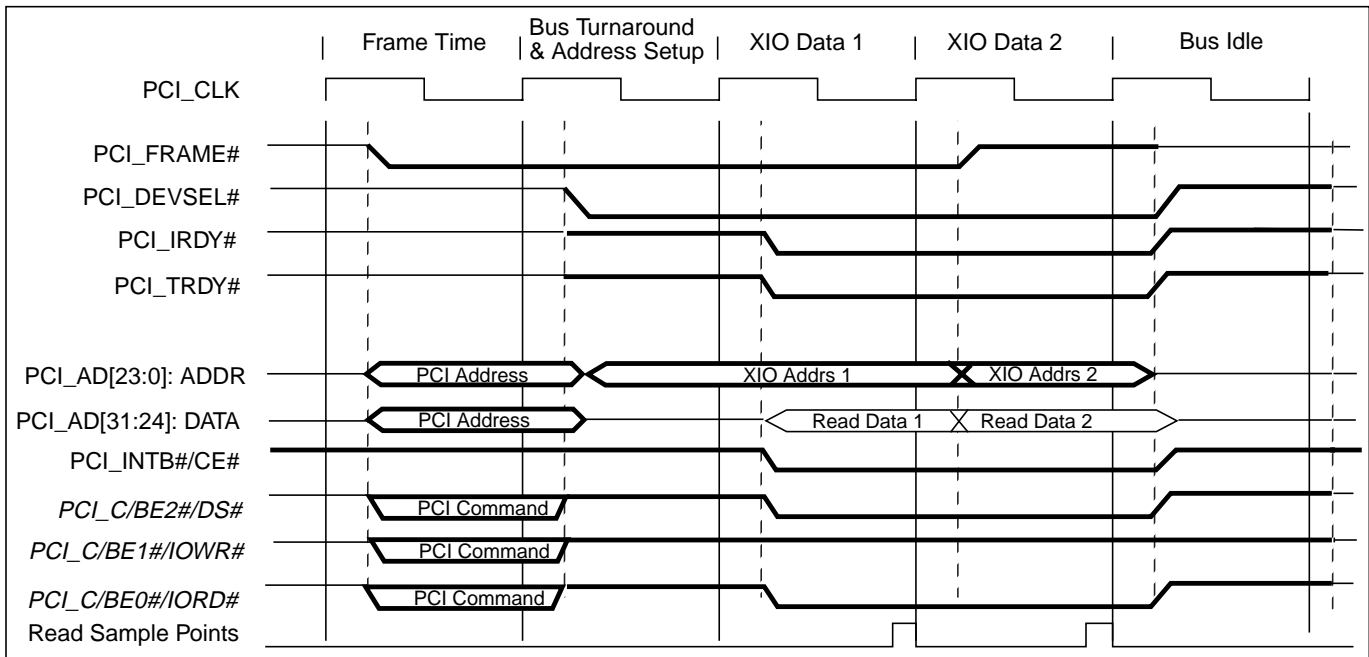 Frame Time
Bus Turnaround
& Address Setup
XIO Data 1
XIO Data 2
Bus Idle
PCI_CLK
PCI_FRAME#
PCI_DEVSEL#
PCI_IRDY#
PCI_TRDY#
PCI_AD[23:0]: ADDR
PCI Address
XIO Addrs 1
XIO Addrs 2
PCI_AD[31:24]: DATA
PCI Address
Read Data 1
Read Data 2
PCI_INTB#/CE#
PCI_C/BE2#/DS#
PCI Command
PCI_C/BE1#/IOWR#
PCI Command
PCI_C/BE0#/IORD#
PCI Command
Read Sample Points